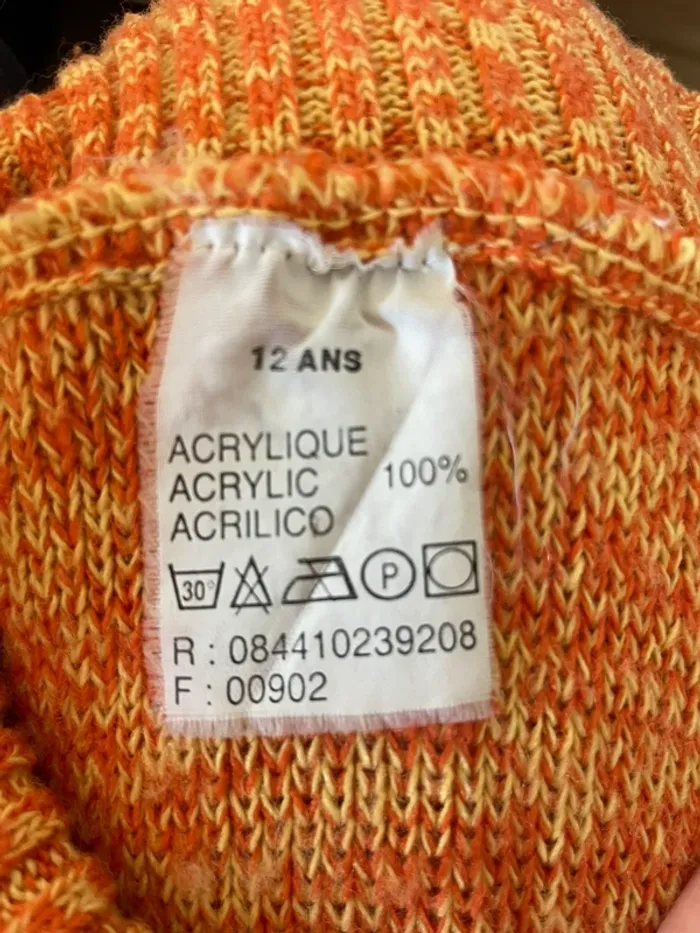 12 ANS
ACRYLIQUE
ACRYLIC 100%
ACRILICO
30° P
R : 084410239208
F : 00902